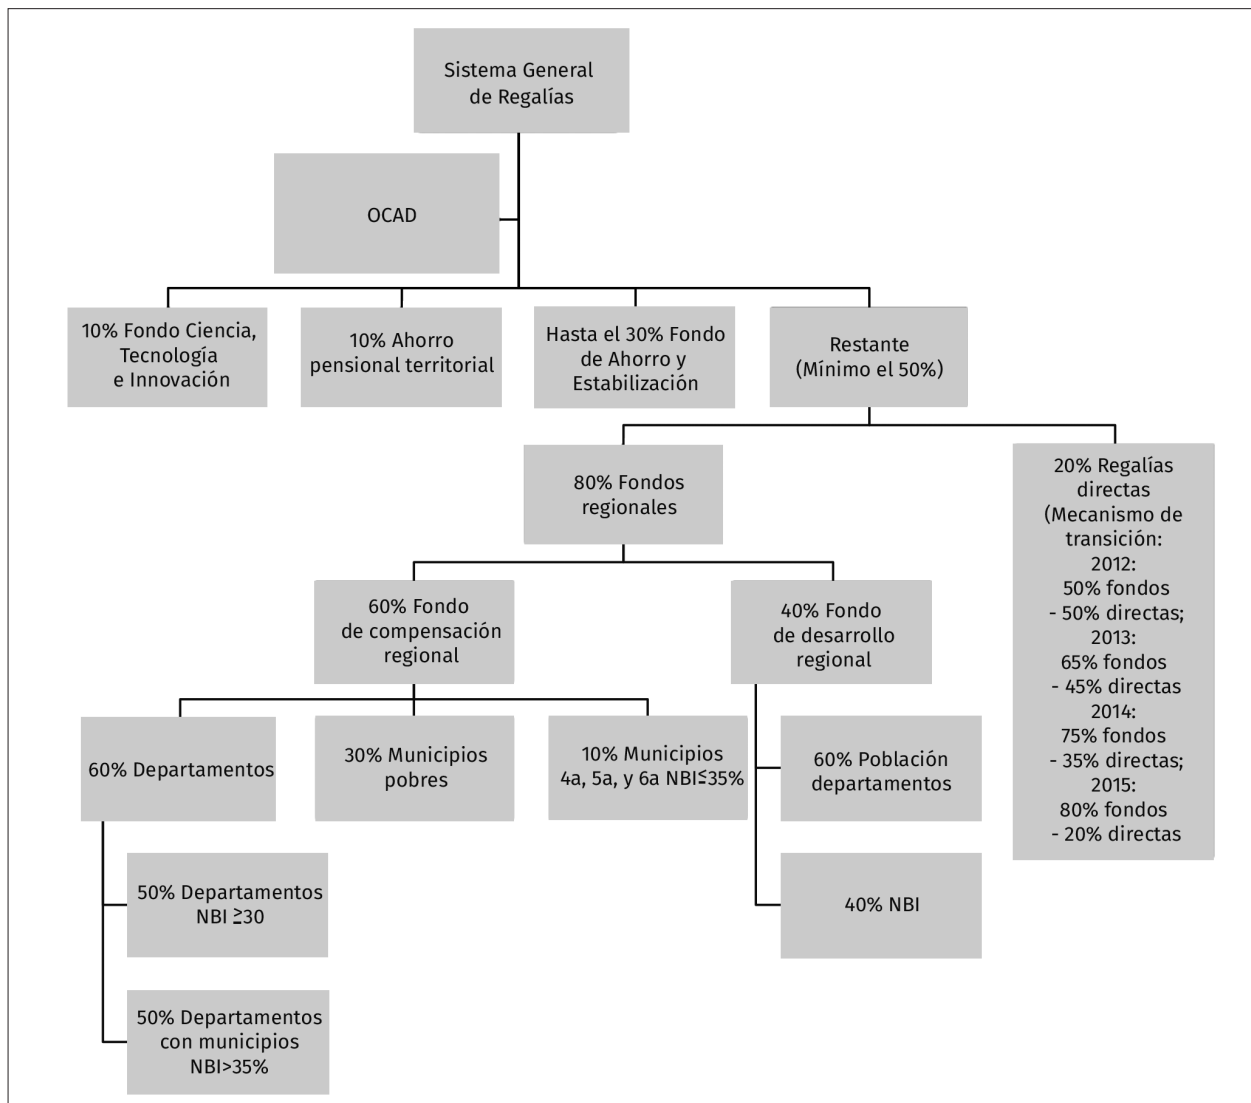 Sistema General
de Regalías
OCAD
10% Fondo Ciencia,
Tecnología
e Innovación
10% Ahorro
pensional territorial
Hasta el 30% Fondo
de Ahorro y
Estabilización
Restante
(Mínimo el 50%)
80% Fondos
regionales
20% Regalías
directas
(Mecanismo de
transición:
2012:
50% fondos
- 50% directas;
2013:
65% fondos
- 45% directas
2014:
75% fondos
- 35% directas;
2015:
80% fondos
- 20% directas
60% Fondo
de compensación
regional
40% Fondo
de desarrollo
regional
60% Departamentos
30% Municipios
pobres
10% Municipios
4a, 5a, y 6a NBI≦35%
60% Población
departamentos
50% Departamentos
NBI ≧30
40% NBI
50% Departamentos
con municipios
NBI>35%